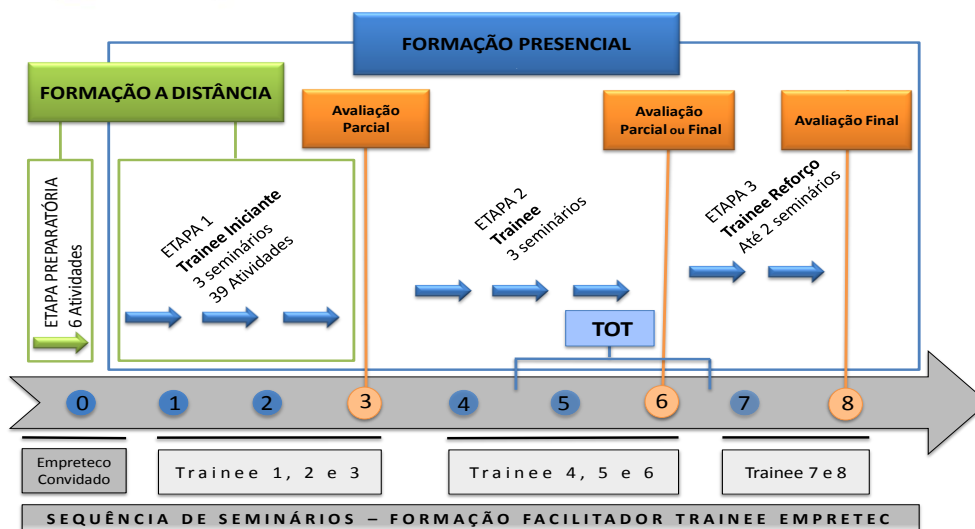 FORMAÇÃO PRESENCIAL
FORMAÇÃO A DISTÂNCIA
Avaliação
Parcial
Avaliação
Parcial ou Final
Avaliação Final
ETAPA PREPARATÓRIA
6 Atividades
ETAPA 1
Trainee Iniciante
3 seminários
39 Atividades
ETAPA 2
Trainee
3 seminários
ETAPA 3
Trainee Reforço
Até 2 seminários
TOT
0
1
2
3
4
5
6
7
8
Empreteco
Convidado
Trainee 1, 2 e 3
Trainee 4, 5 e 6
Trainee 7 e 8
SEQUÊNCIA DE SEMINÁRIOS – FORMAÇÃO FACILITADOR TRAINEE EMPRETEC